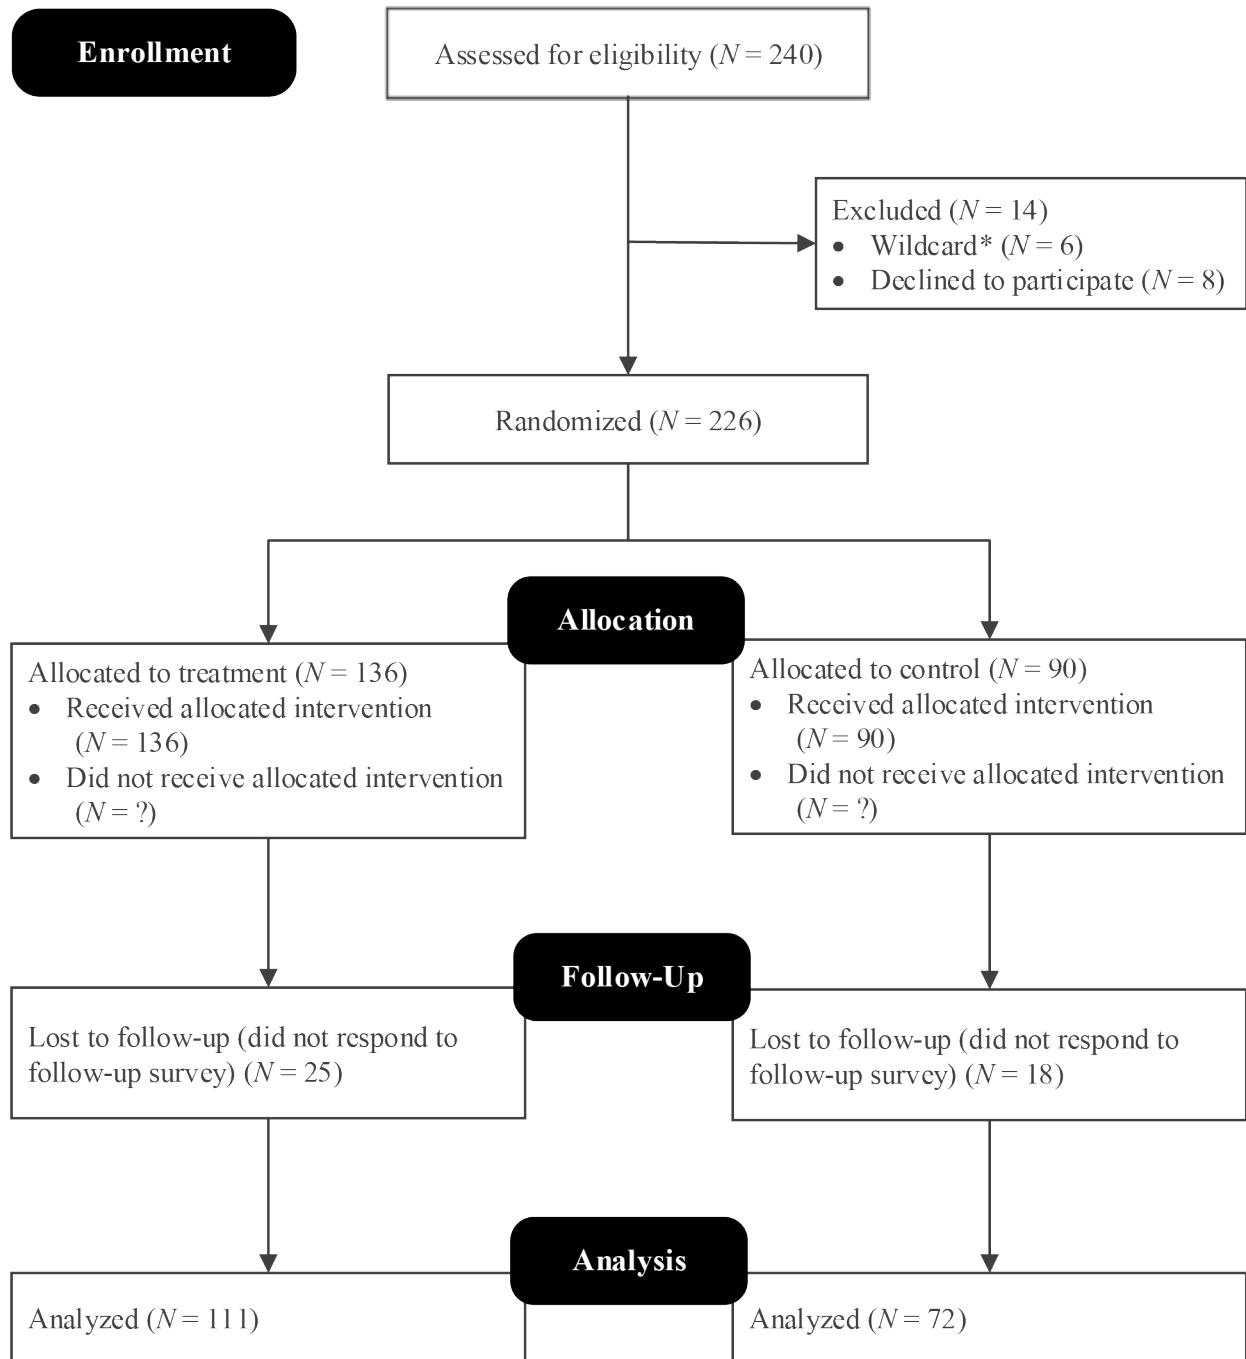 Enrollment
Assessed for eligibility (N = 240)
Excluded (N = 14)
• Wildcard* (N = 6)
• Declined to participate (N = 8)
Randomized (N = 226)
Allocation
Allocated to treatment (N = 136)
• Received allocated intervention
(N = 136)
• Did not receive allocated intervention
(N = ?)
Allocated to control (N = 90)
• Received allocated intervention
(N = 90)
• Did not receive allocated intervention
(N = ?)
Follow-Up
Lost to follow-up (did not respond to
follow-up survey) (N = 25)
Lost to follow-up (did not respond to
follow-up survey) (N = 18)
Analysis
Analyzed (N = 111)
Analyzed (N = 72)